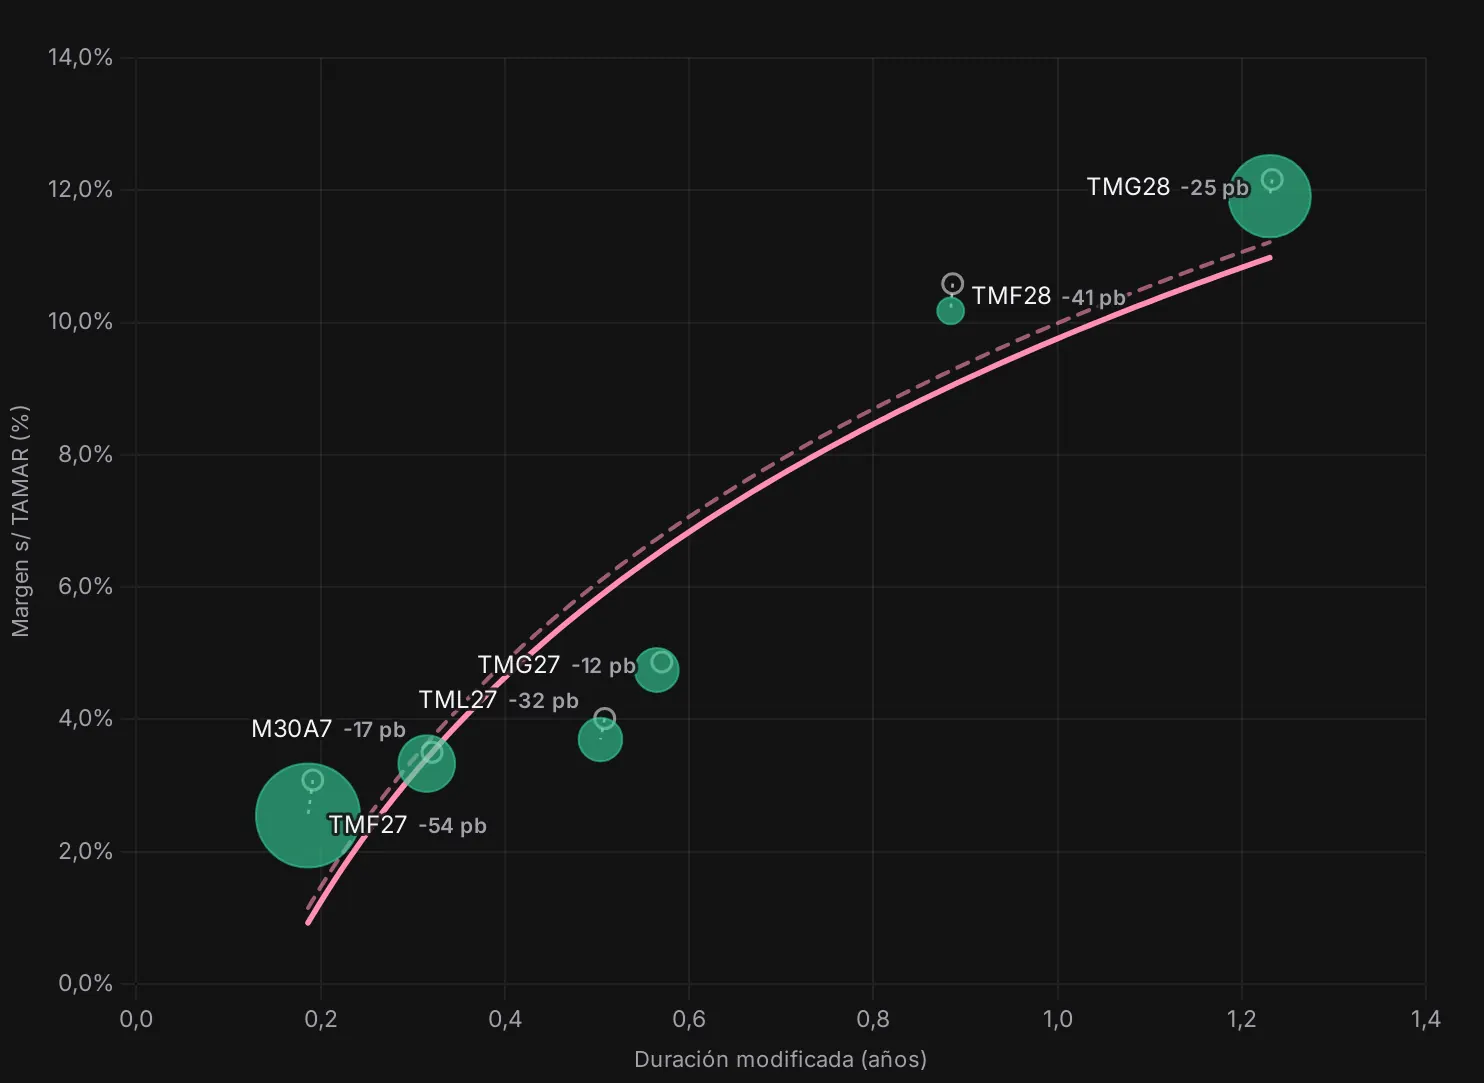 14,0%
12,0%
10,0%
8,0%
6,0%
4,0%
2,0%
0,0%
Margen s/ TAMAR (%)
TMG28 -25 pb
TMF28 -41 pb
TMG27 -12 pb
TML27 -32 pb
M30A7 -17 pb
TMF27 -54 pb
0,0 0,2 0,4 0,6 0,8 1,0 1,2 1,4
Duración modificada (años)